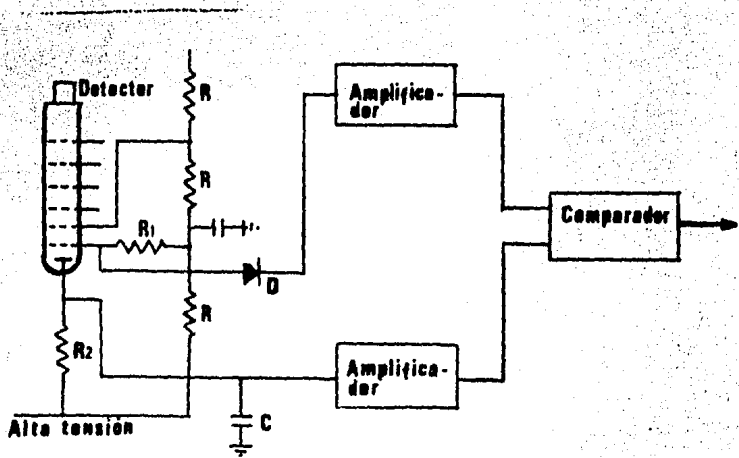 Detector
R
Amplifica-
dor
R
R1
Comparador
D
R
R2
Amplifica-
dor
C
Alta tensión